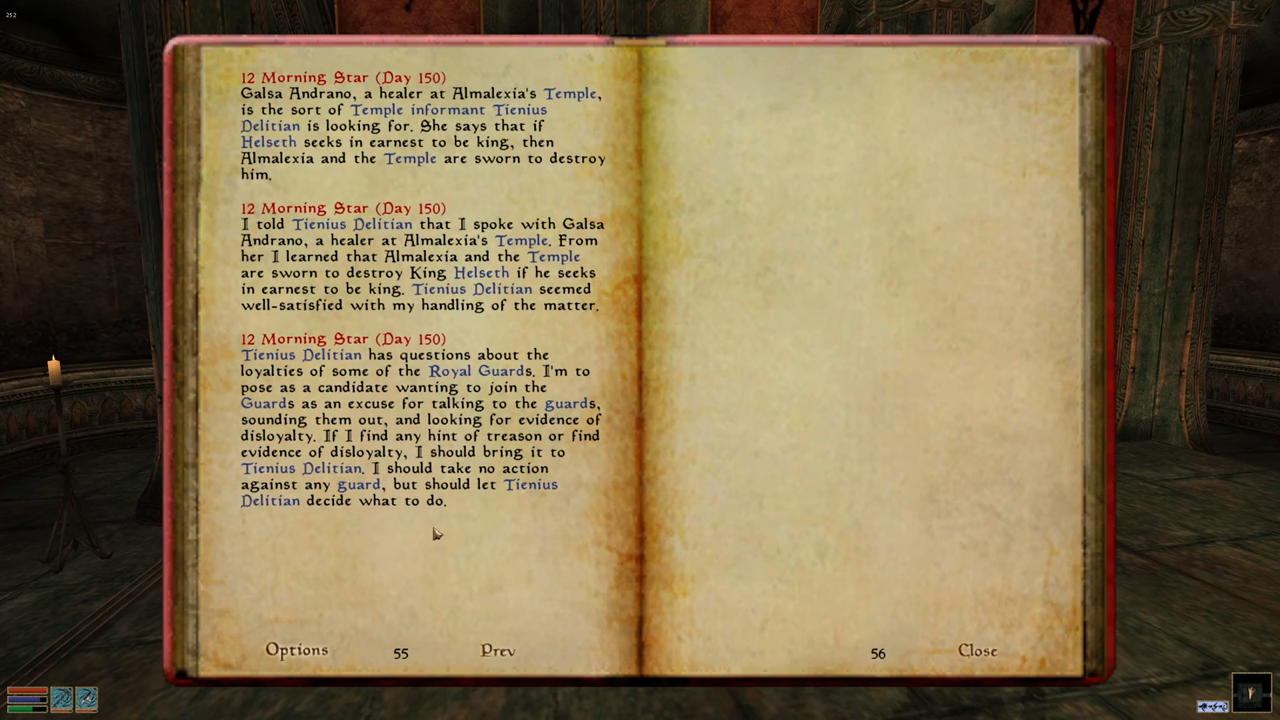 252
12 Morning Star (Day 150)
Galsa Andrano, a healer at Almalexia's Temple,
is the sort of Temple informant Tienius
Delitian is looking for. She says that if
Helseth seeks in earnest to be king, then
Almalexia and the Temple are sworn to destroy
him.
12 Morning Star (Day 150)
I told Tienius Delitian that I spoke with Galsa
Andrano, a healer at Almalexia's Temple. From
her I learned that Almalexia and the Temple
are sworn to destroy King Helseth if he seeks
in earnest to be king. Tienius Delitian seemed
well-satisfied with my handling of the matter.
12 Morning Star (Day 150)
Tienius Delitian has questions about the
loyalties of some of the Royal Guards. I'm to
pose as a candidate wanting to join the
Guards as an excuse for talking to the guards,
sounding them out, and looking for evidence of
disloyalty. If I find any hint of treason or find
evidence of disloyalty, I should bring it to
Tienius Delitian. I should take no action
against any guard, but should let Tienius
Delitian decide what to do.
Options 55 Prev 56 Close